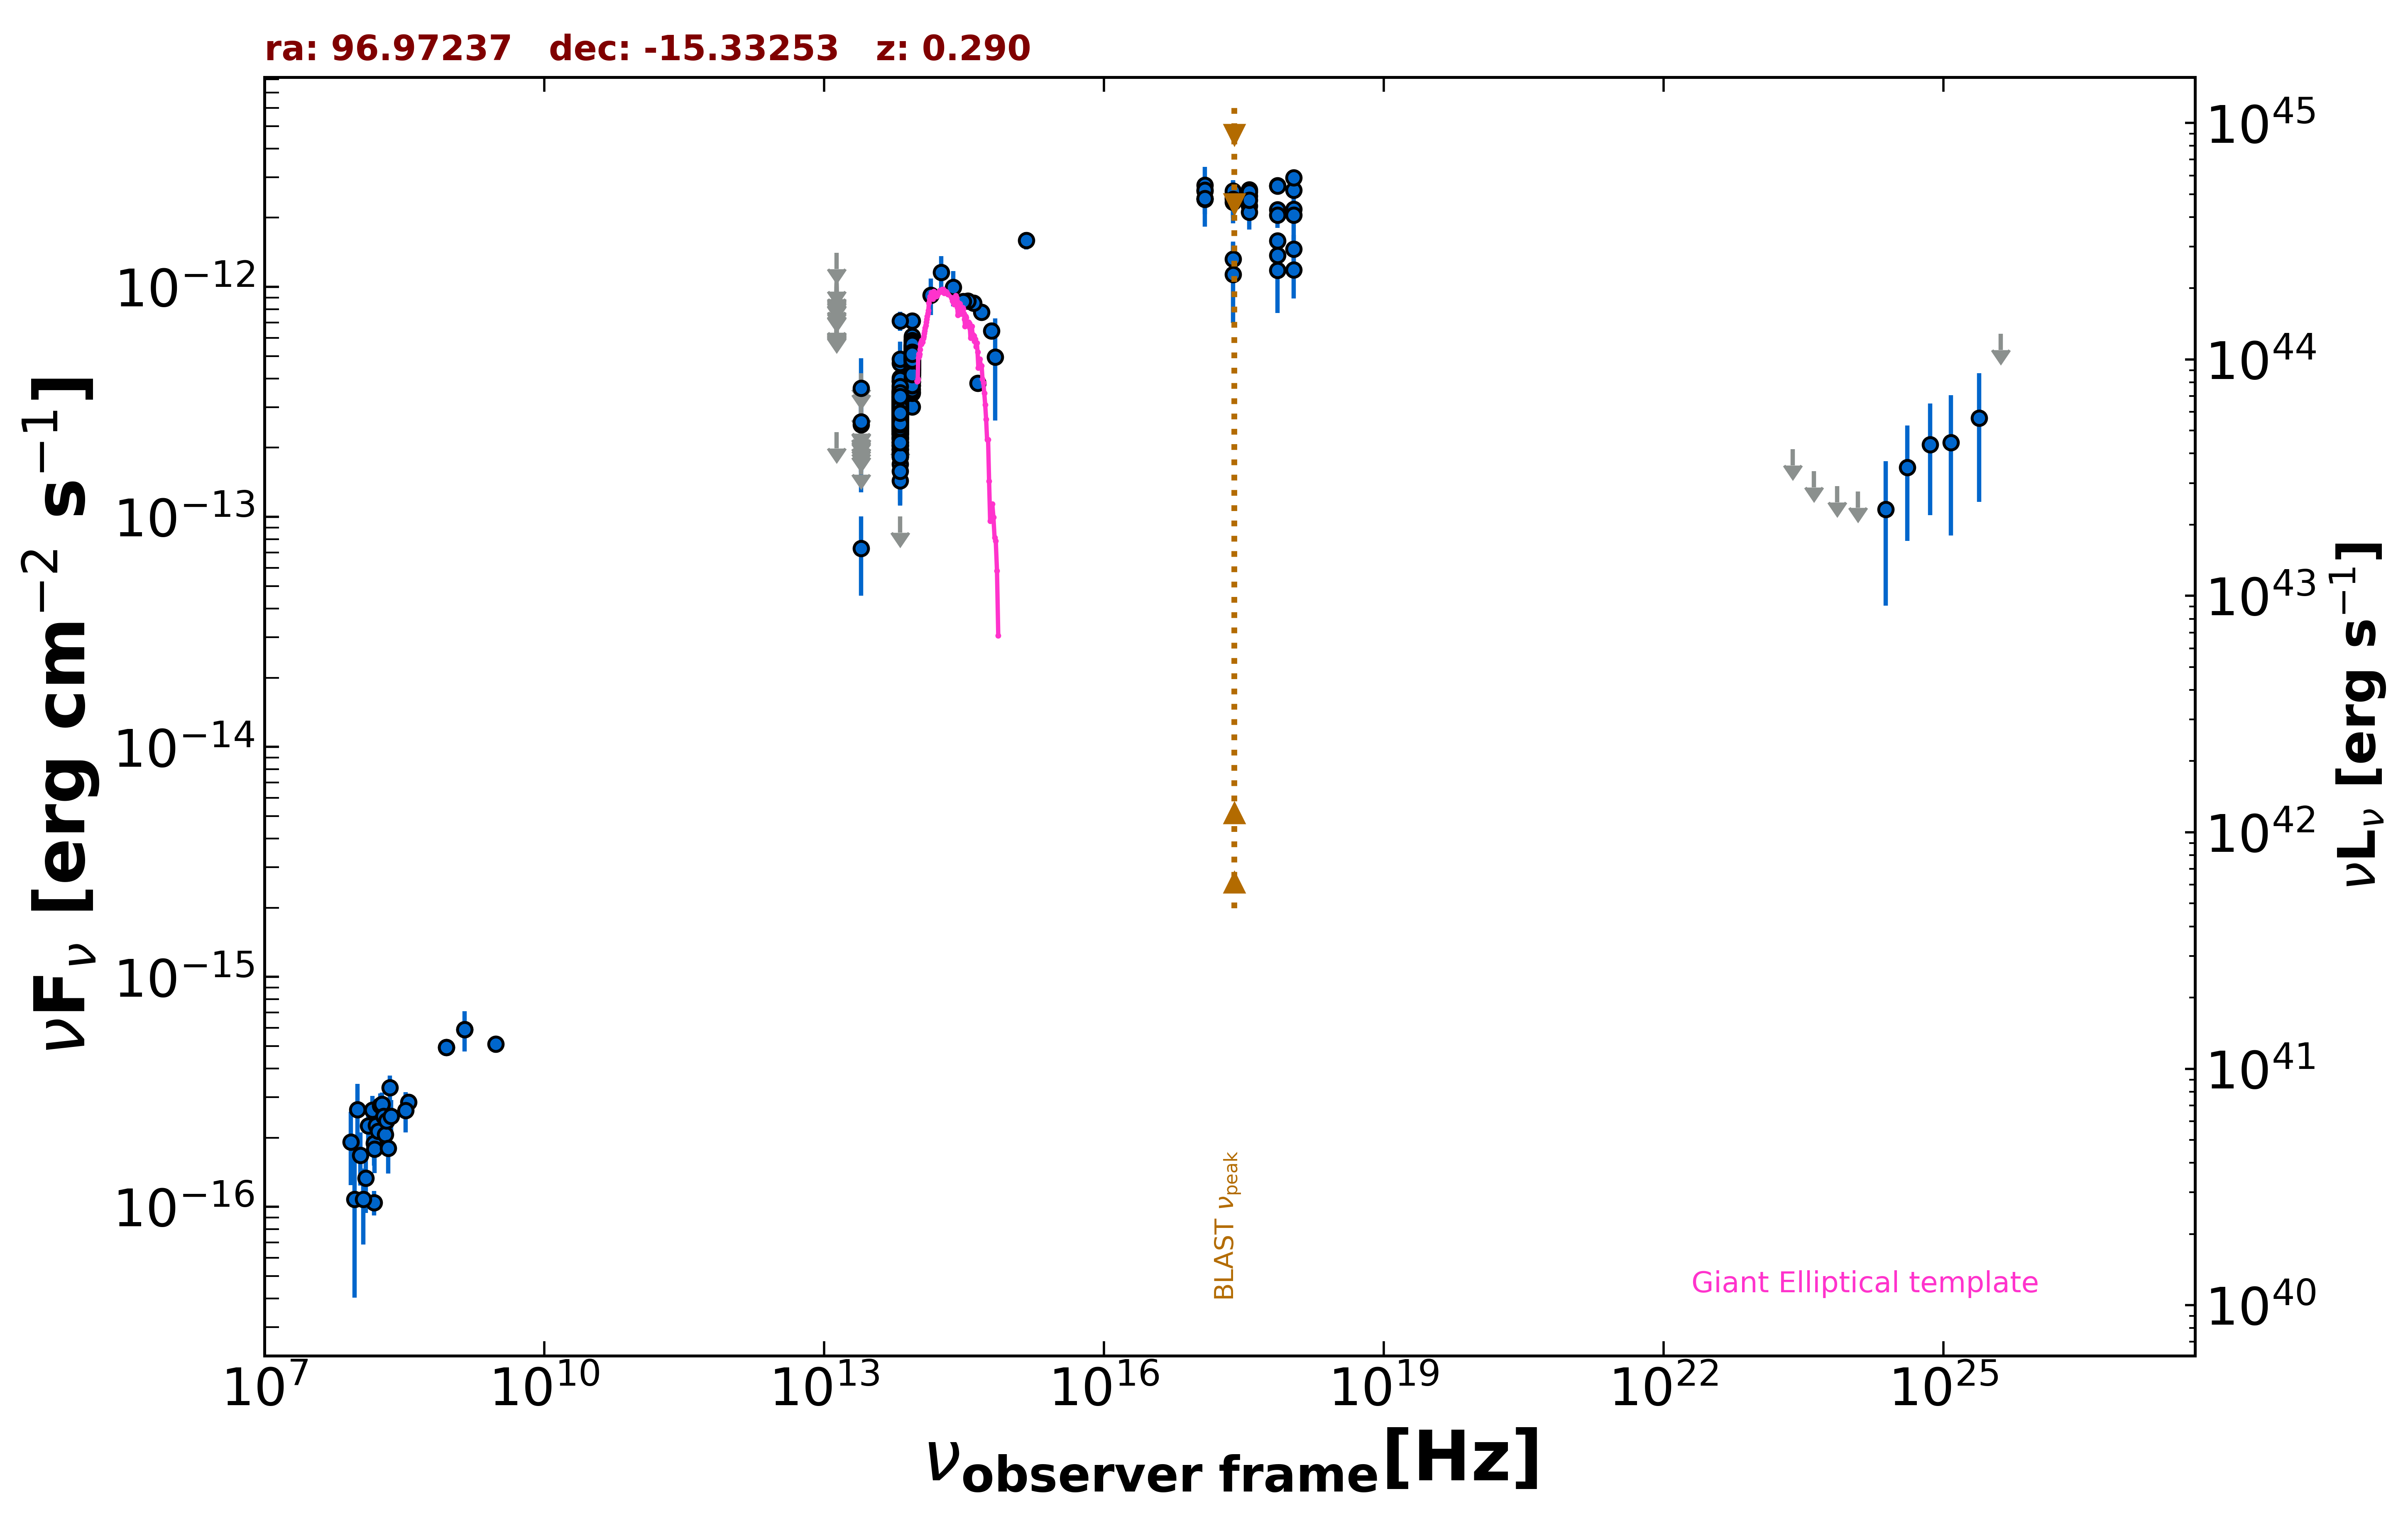 ra: 96.97237 dec: -15.33253 z: 0.290
νFν [erg cm⁻² s⁻¹]
10⁻¹²
10⁻¹³
10⁻¹⁴
10⁻¹⁵
10⁻¹⁶
10⁴⁵
10⁴⁴
10⁴³
10⁴²
10⁴¹
10⁴⁰
νLν [erg s⁻¹]
BLAST νpeak
Giant Elliptical template
10⁷ 10¹⁰ 10¹³ 10¹⁶ 10¹⁹ 10²² 10²⁵
νobserver frame[Hz]